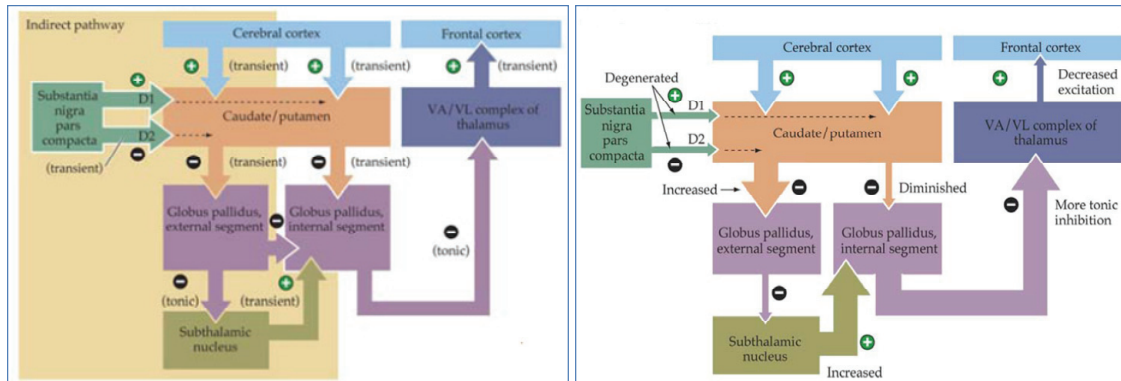 Indirect pathway
Cerebral cortex
Frontal cortex
+
(transient)
+
(transient)
+
(transient)
+
Substantia
nigra
pars
compacta
D1
D2
−
(transient)
Caudate/putamen
VA/VL complex of
thalamus
−
(transient)
−
(transient)
Globus pallidus,
external segment
−
Globus pallidus,
internal segment
−
(tonic)
−
(tonic)
+
(transient)
Subthalamic
nucleus
Cerebral cortex
Frontal cortex
Degenerated
+
+
+
+
Decreased
excitation
Substantia
nigra
pars
compacta
D1
D2
−
Caudate/putamen
VA/VL complex of
thalamus
Increased
−
−
Diminished
−
More tonic
inhibition
Globus pallidus,
external segment
Globus pallidus,
internal segment
−
Subthalamic
nucleus
+
Increased